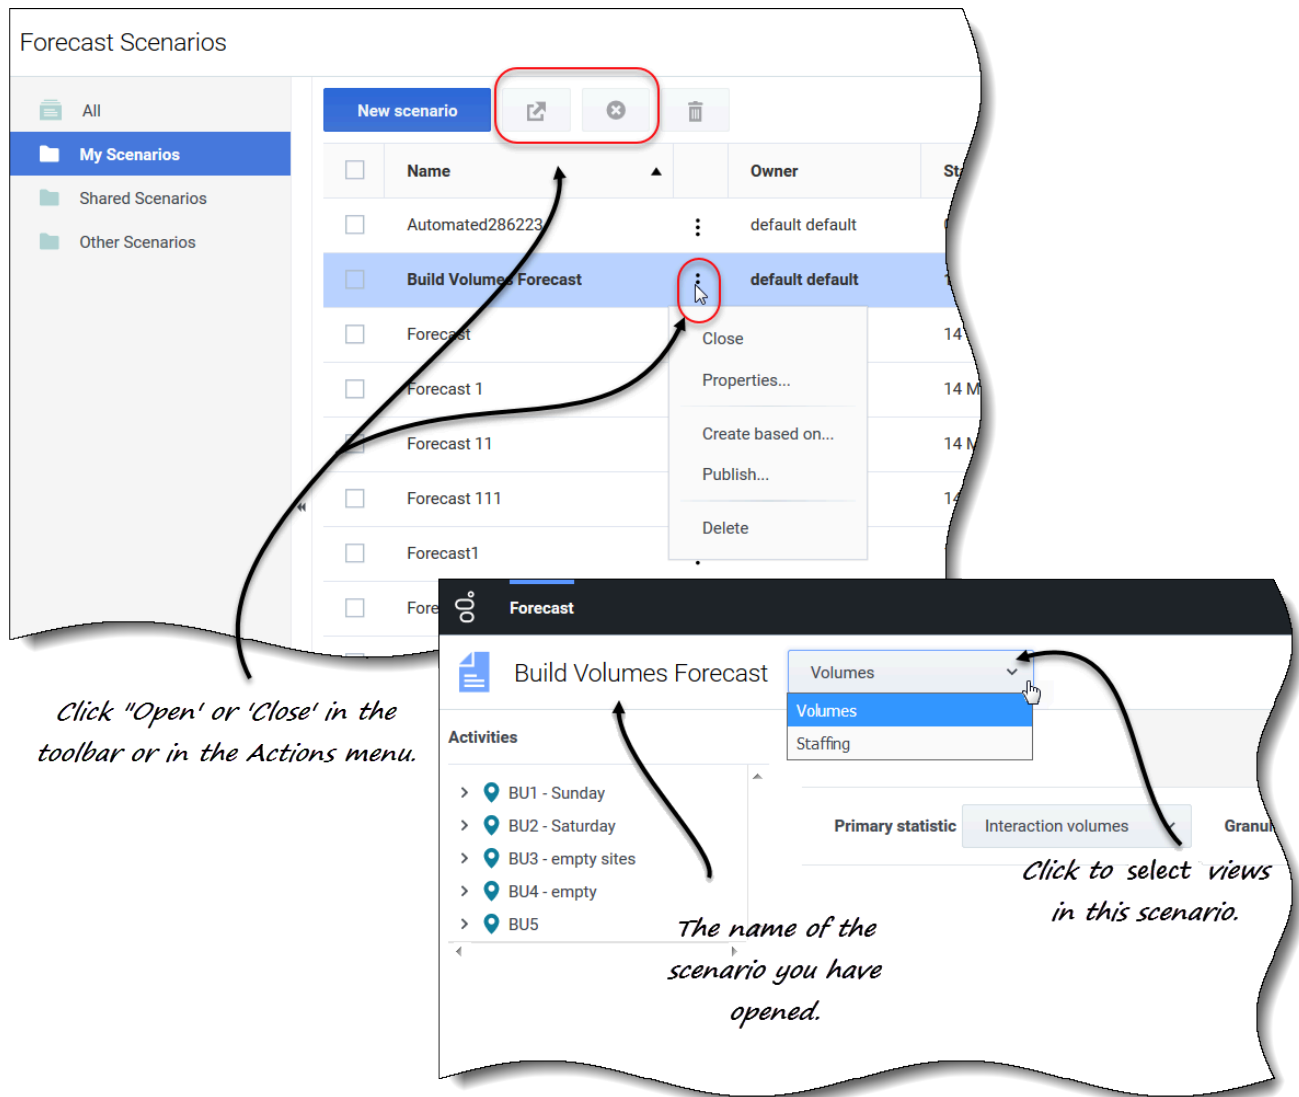 Forecast Scenarios
All
My Scenarios
Shared Scenarios
Other Scenarios
New scenario
Name
Owner
Automated286223
default default
Build Volumes Forecast
default default
Forecast
14
Forecast 1
14 M
Forecast 11
14
Forecast 111
14
Forecast1
Fore
Close
Properties...
Create based on...
Publish...
Delete
Click "Open' or 'Close' in the
toolbar or in the Actions menu.
Forecast
Build Volumes Forecast
Volumes
Volumes
Staffing
Activities
BU1 - Sunday
BU2 - Saturday
BU3 - empty sites
BU4 - empty
BU5
Primary statistic
Interaction volumes
Granul
Click to select views
in this scenario.
The name of the
scenario you have
opened.